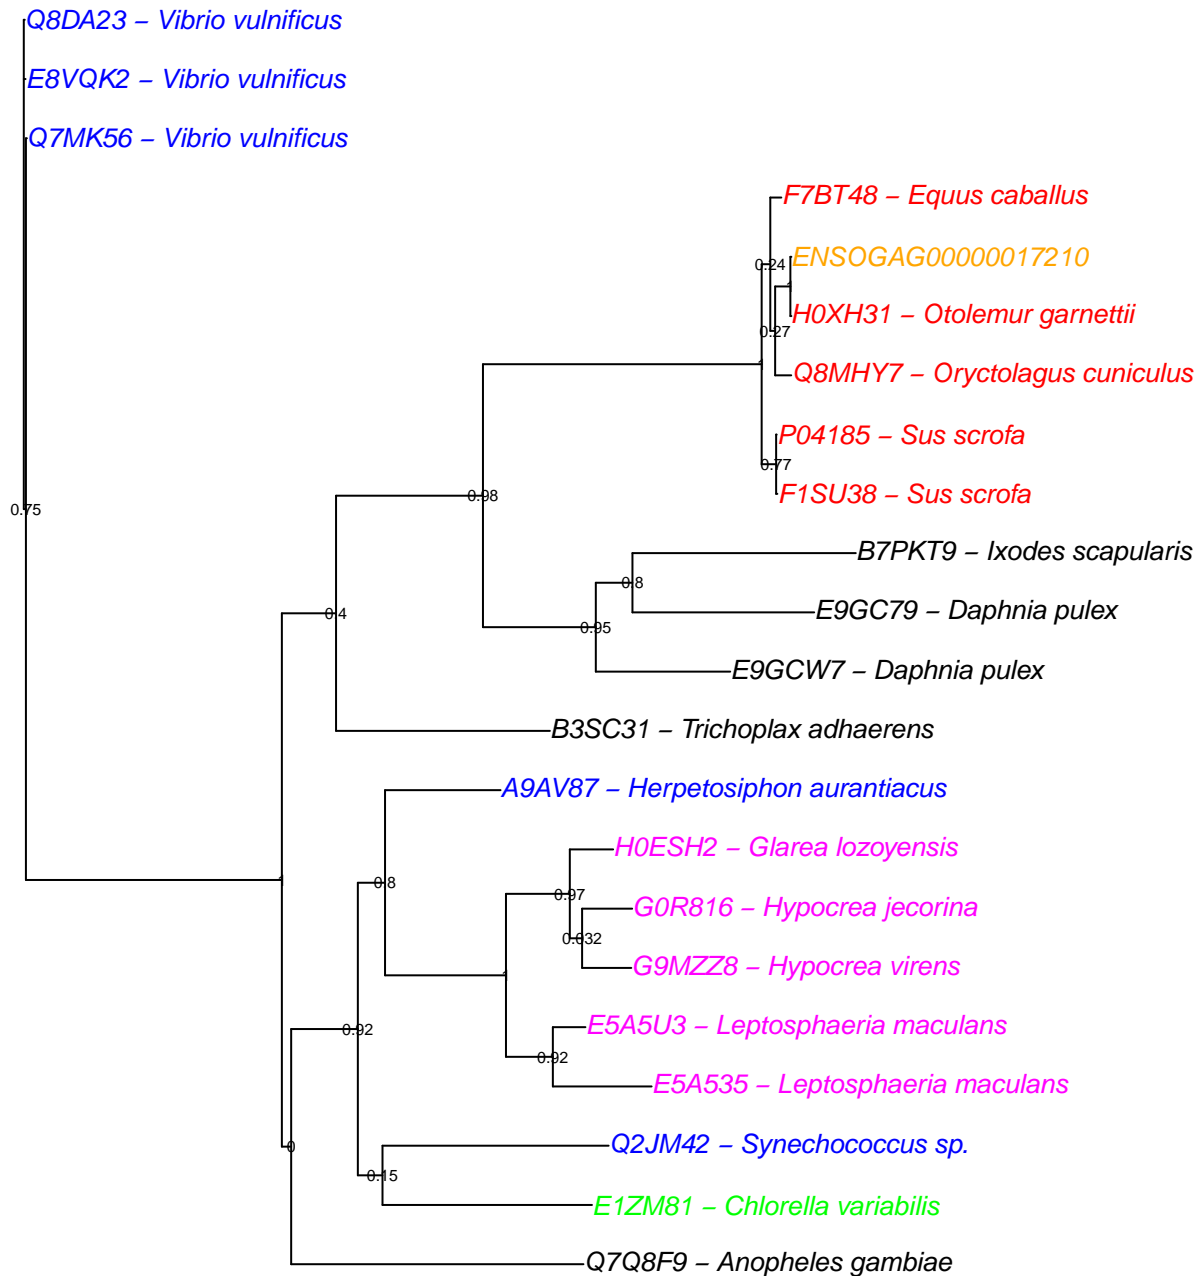 Q8DA23 – Vibrio vulnificus
E8VQK2 – Vibrio vulnificus
Q7MK56 – Vibrio vulnificus
F7BT48 – Equus caballus
0.24
ENSOGAG00000017210
1
H0XH31 – Otolemur garnettii
0.27
1
Q8MHY7 – Oryctolagus cuniculus
P04185 – Sus scrofa
0.77
F1SU38 – Sus scrofa
0.98
0.75
B7PKT9 – Ixodes scapularis
0.8
E9GC79 – Daphnia pulex
0.4
0.95
E9GCW7 – Daphnia pulex
B3SC31 – Trichoplax adhaerens
A9AV87 – Herpetosiphon aurantiacus
H0ESH2 – Glarea lozoyensis
1
0.8
0.97
G0R816 – Hypocrea jecorina
0.032
G9MZZ8 – Hypocrea virens
1
E5A5U3 – Leptosphaeria maculans
0.92
0.92
E5A535 – Leptosphaeria maculans
Q2JM42 – Synechococcus sp.
0
0.15
E1ZM81 – Chlorella variabilis
Q7Q8F9 – Anopheles gambiae